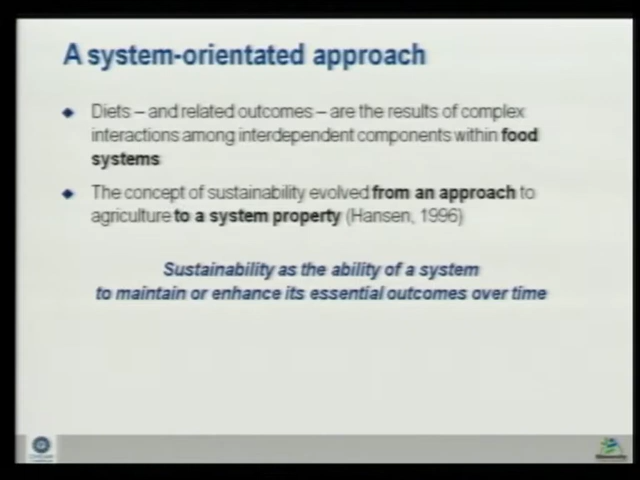 A system-orientated approach
Diets – and related outcomes – are the results of complex
interactions among interdependent components within food
systems
The concept of sustainability evolved from an approach to
agriculture to a system property (Hansen, 1996)
Sustainability as the ability of a system
to maintain or enhance its essential outcomes over time